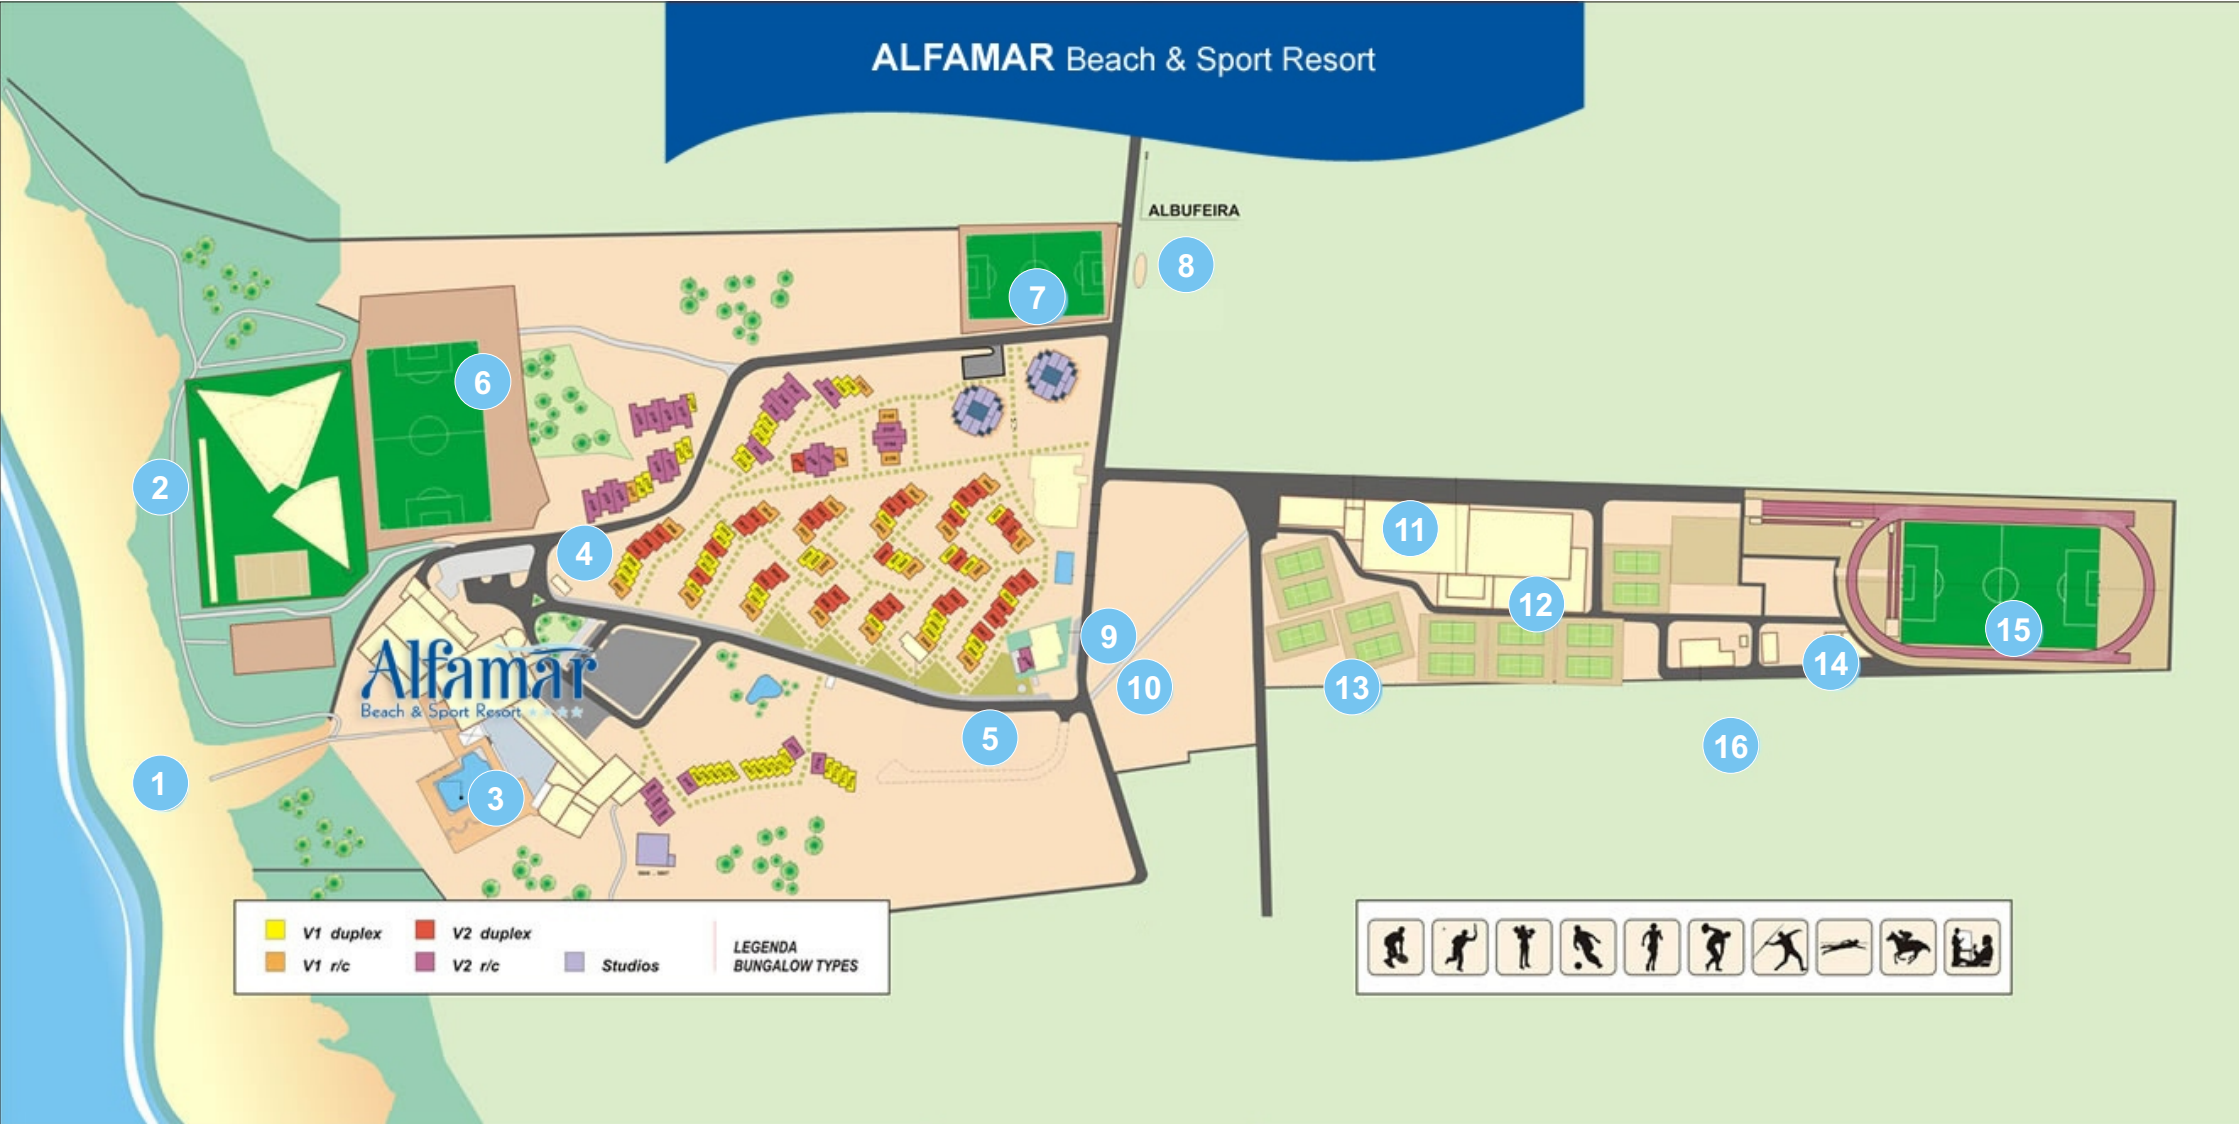 ALFAMAR Beach & Sport Resort
ALBUFEIRA
8
7
6
2
11
4
12
9
15
14
10
13
5
16
1
3
Alfamar
Beach & Sport Resort
V1 duplex
V2 duplex
V1 r/c
V2 r/c
Studios
LEGENDA
BUNGALOW TYPES